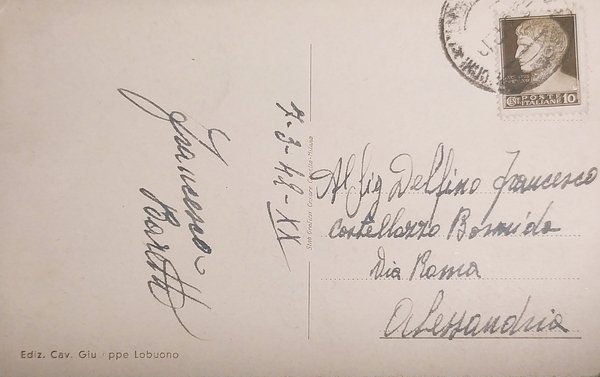 Francesco
Barotto
7-3-42-XX
POSTE
ITALIANE 10
Al Sig Delfino Francesco
Castellazzo Bormida
Via Roma
Alessandria
Ediz. Cav. Giu ppe Lobuono